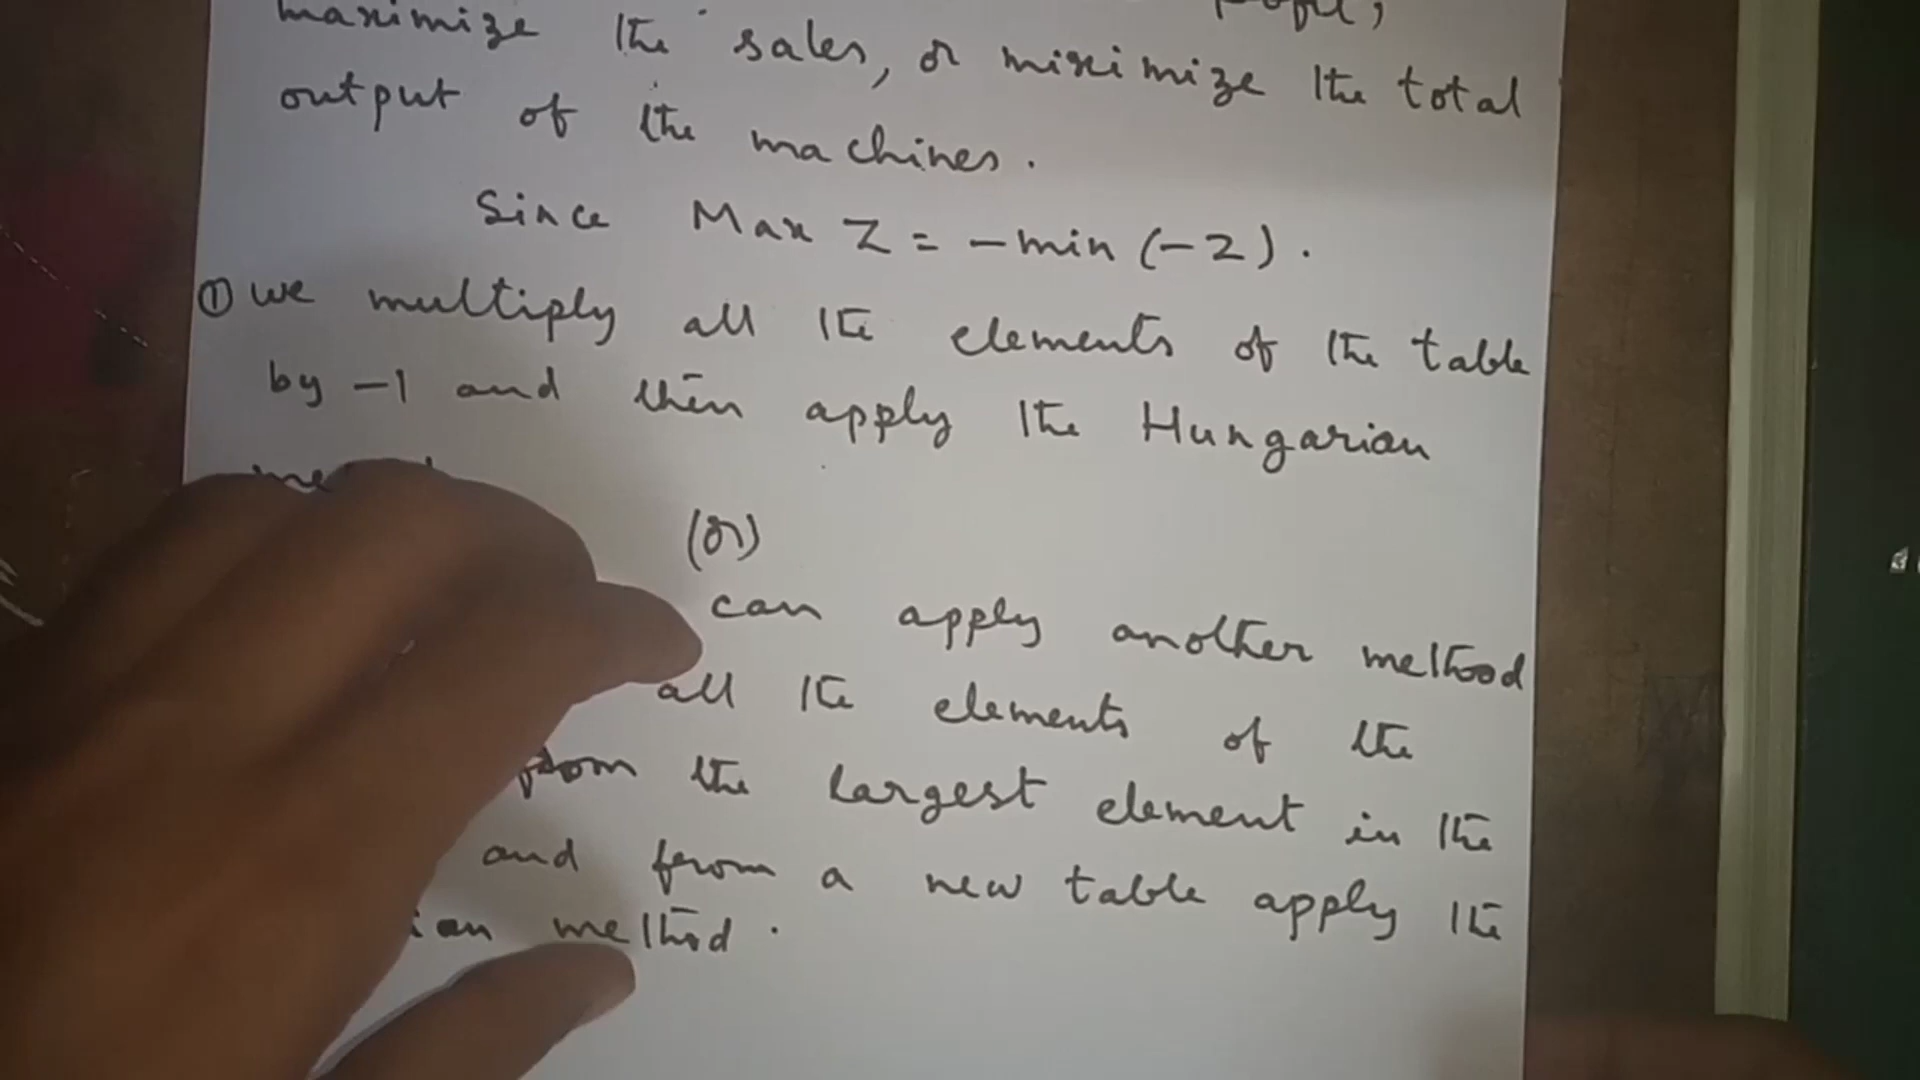 maximize the sales, or minimize the total
output of the machines.
Since Max Z = -min (-Z).
① we multiply all the elements of the table
by -1 and then apply the Hungarian
(or)
can apply another method
all the elements of the
from the largest element in the
and from a new table apply the
method.